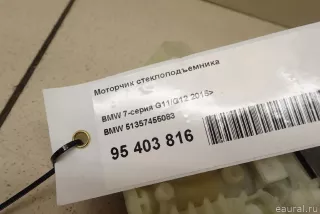 Моторчик стеклоподъемника
BMW 7-серия G11/G12 2015>
BMW 51357455083
95 403 816
eaural.ru